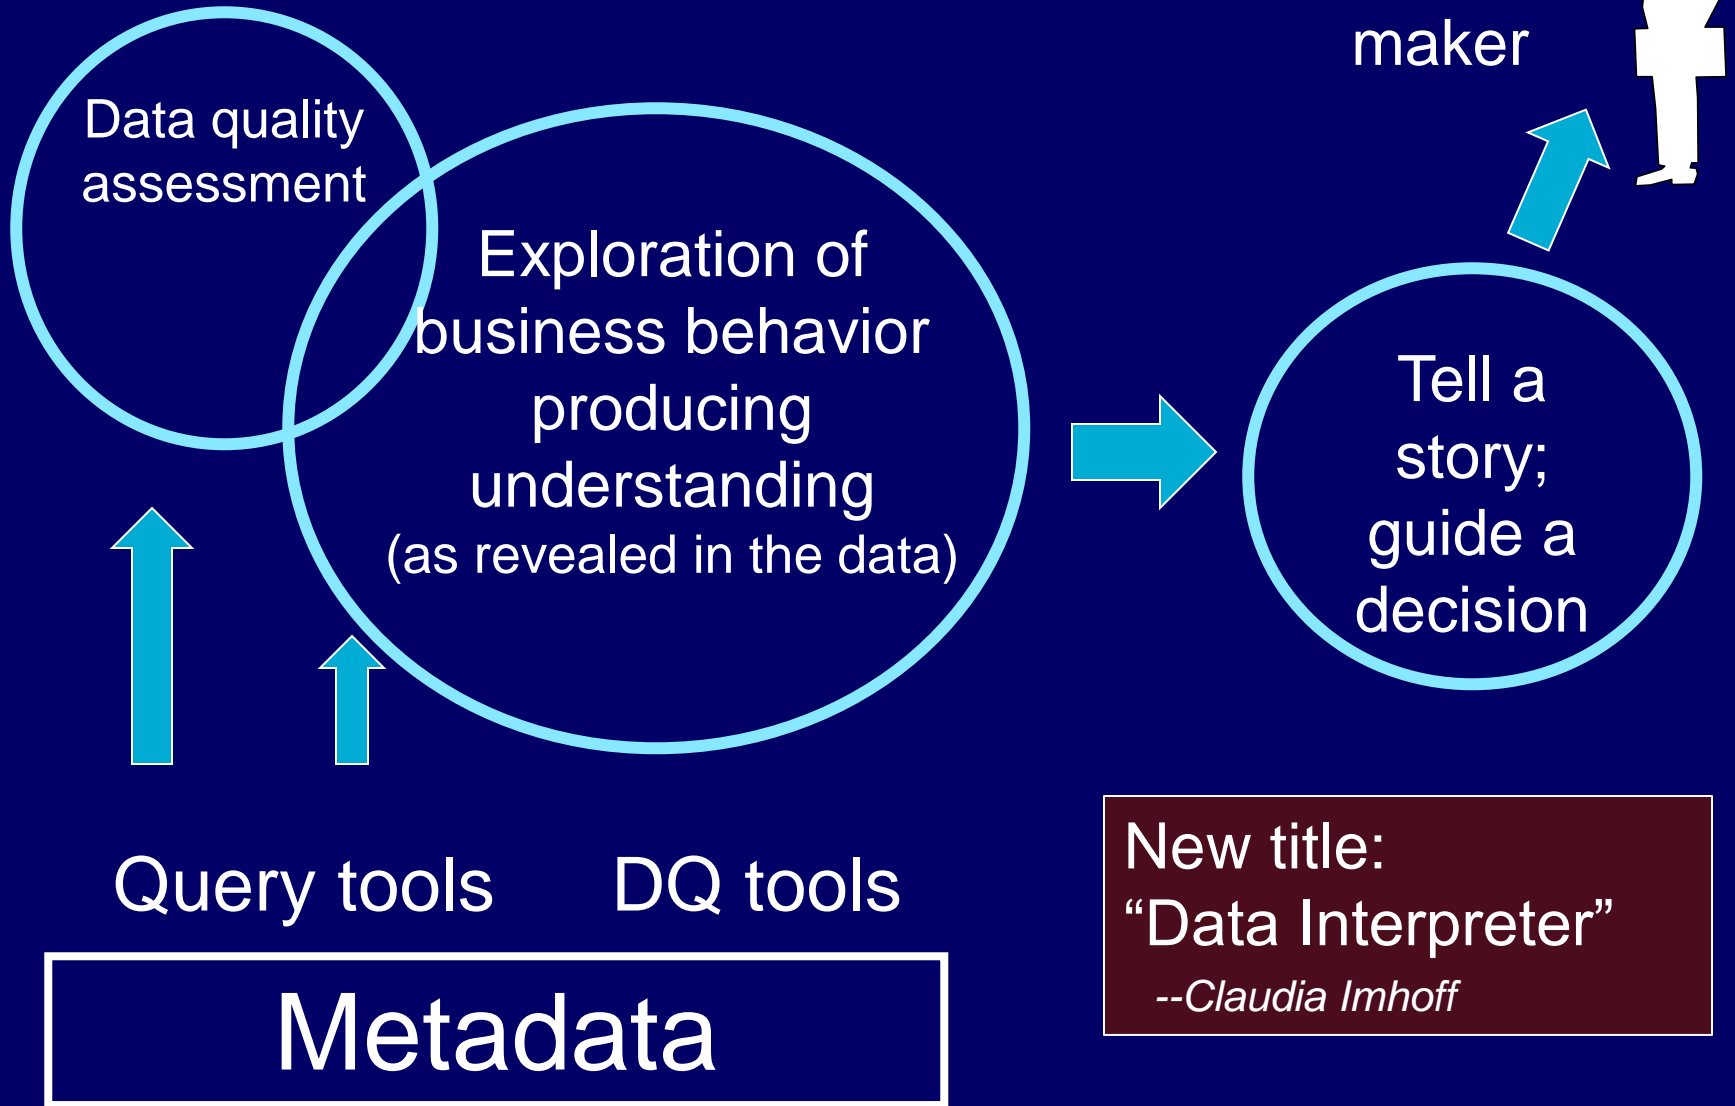 maker
Data quality
assessment
Exploration of
business behavior
producing
understanding
(as revealed in the data)
Tell a
story;
guide a
decision
Query tools
DQ tools
Metadata
New title:
“Data Interpreter”
--Claudia Imhoff